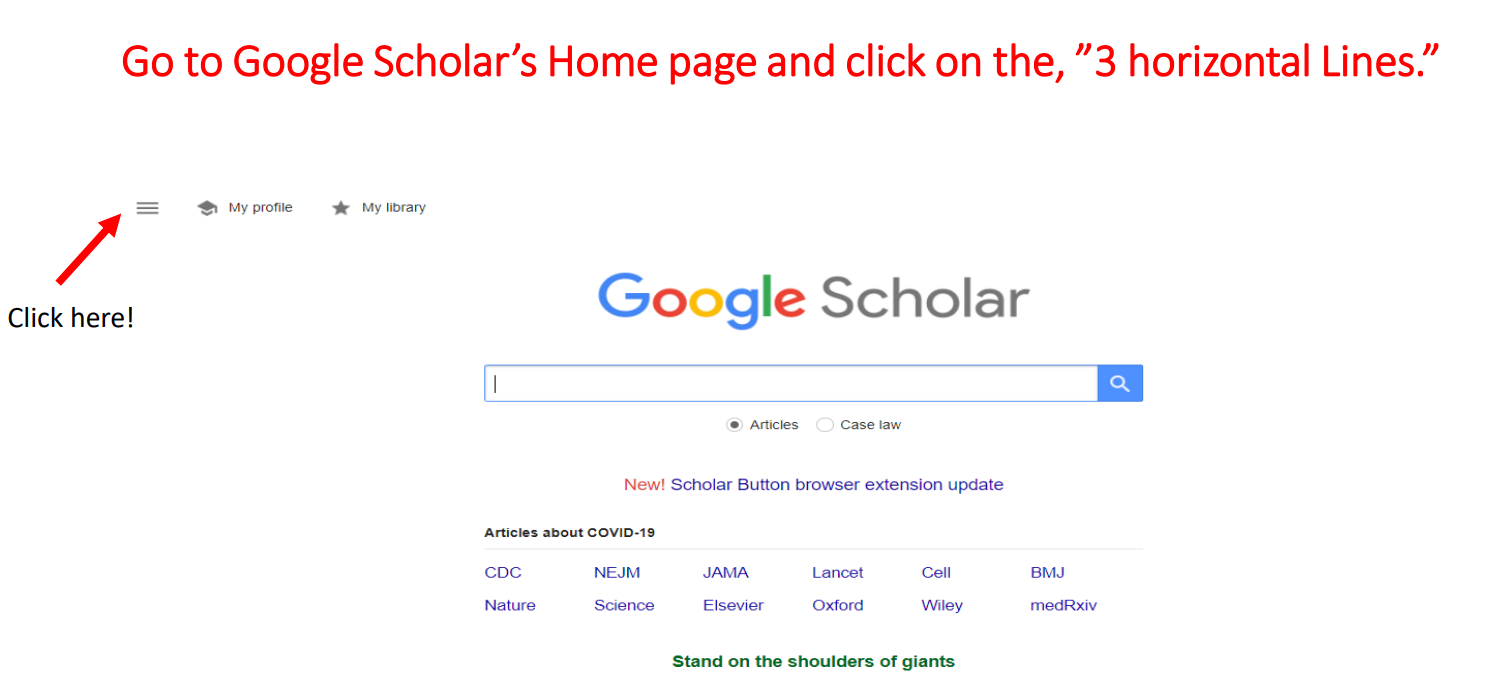 Go to Google Scholar’s Home page and click on the, ”3 horizontal Lines.”
My profile My library
Click here!
Google Scholar
Articles Case law
New! Scholar Button browser extension update
Articles about COVID-19
CDC NEJM JAMA Lancet Cell BMJ
Nature Science Elsevier Oxford Wiley medRxiv
Stand on the shoulders of giants